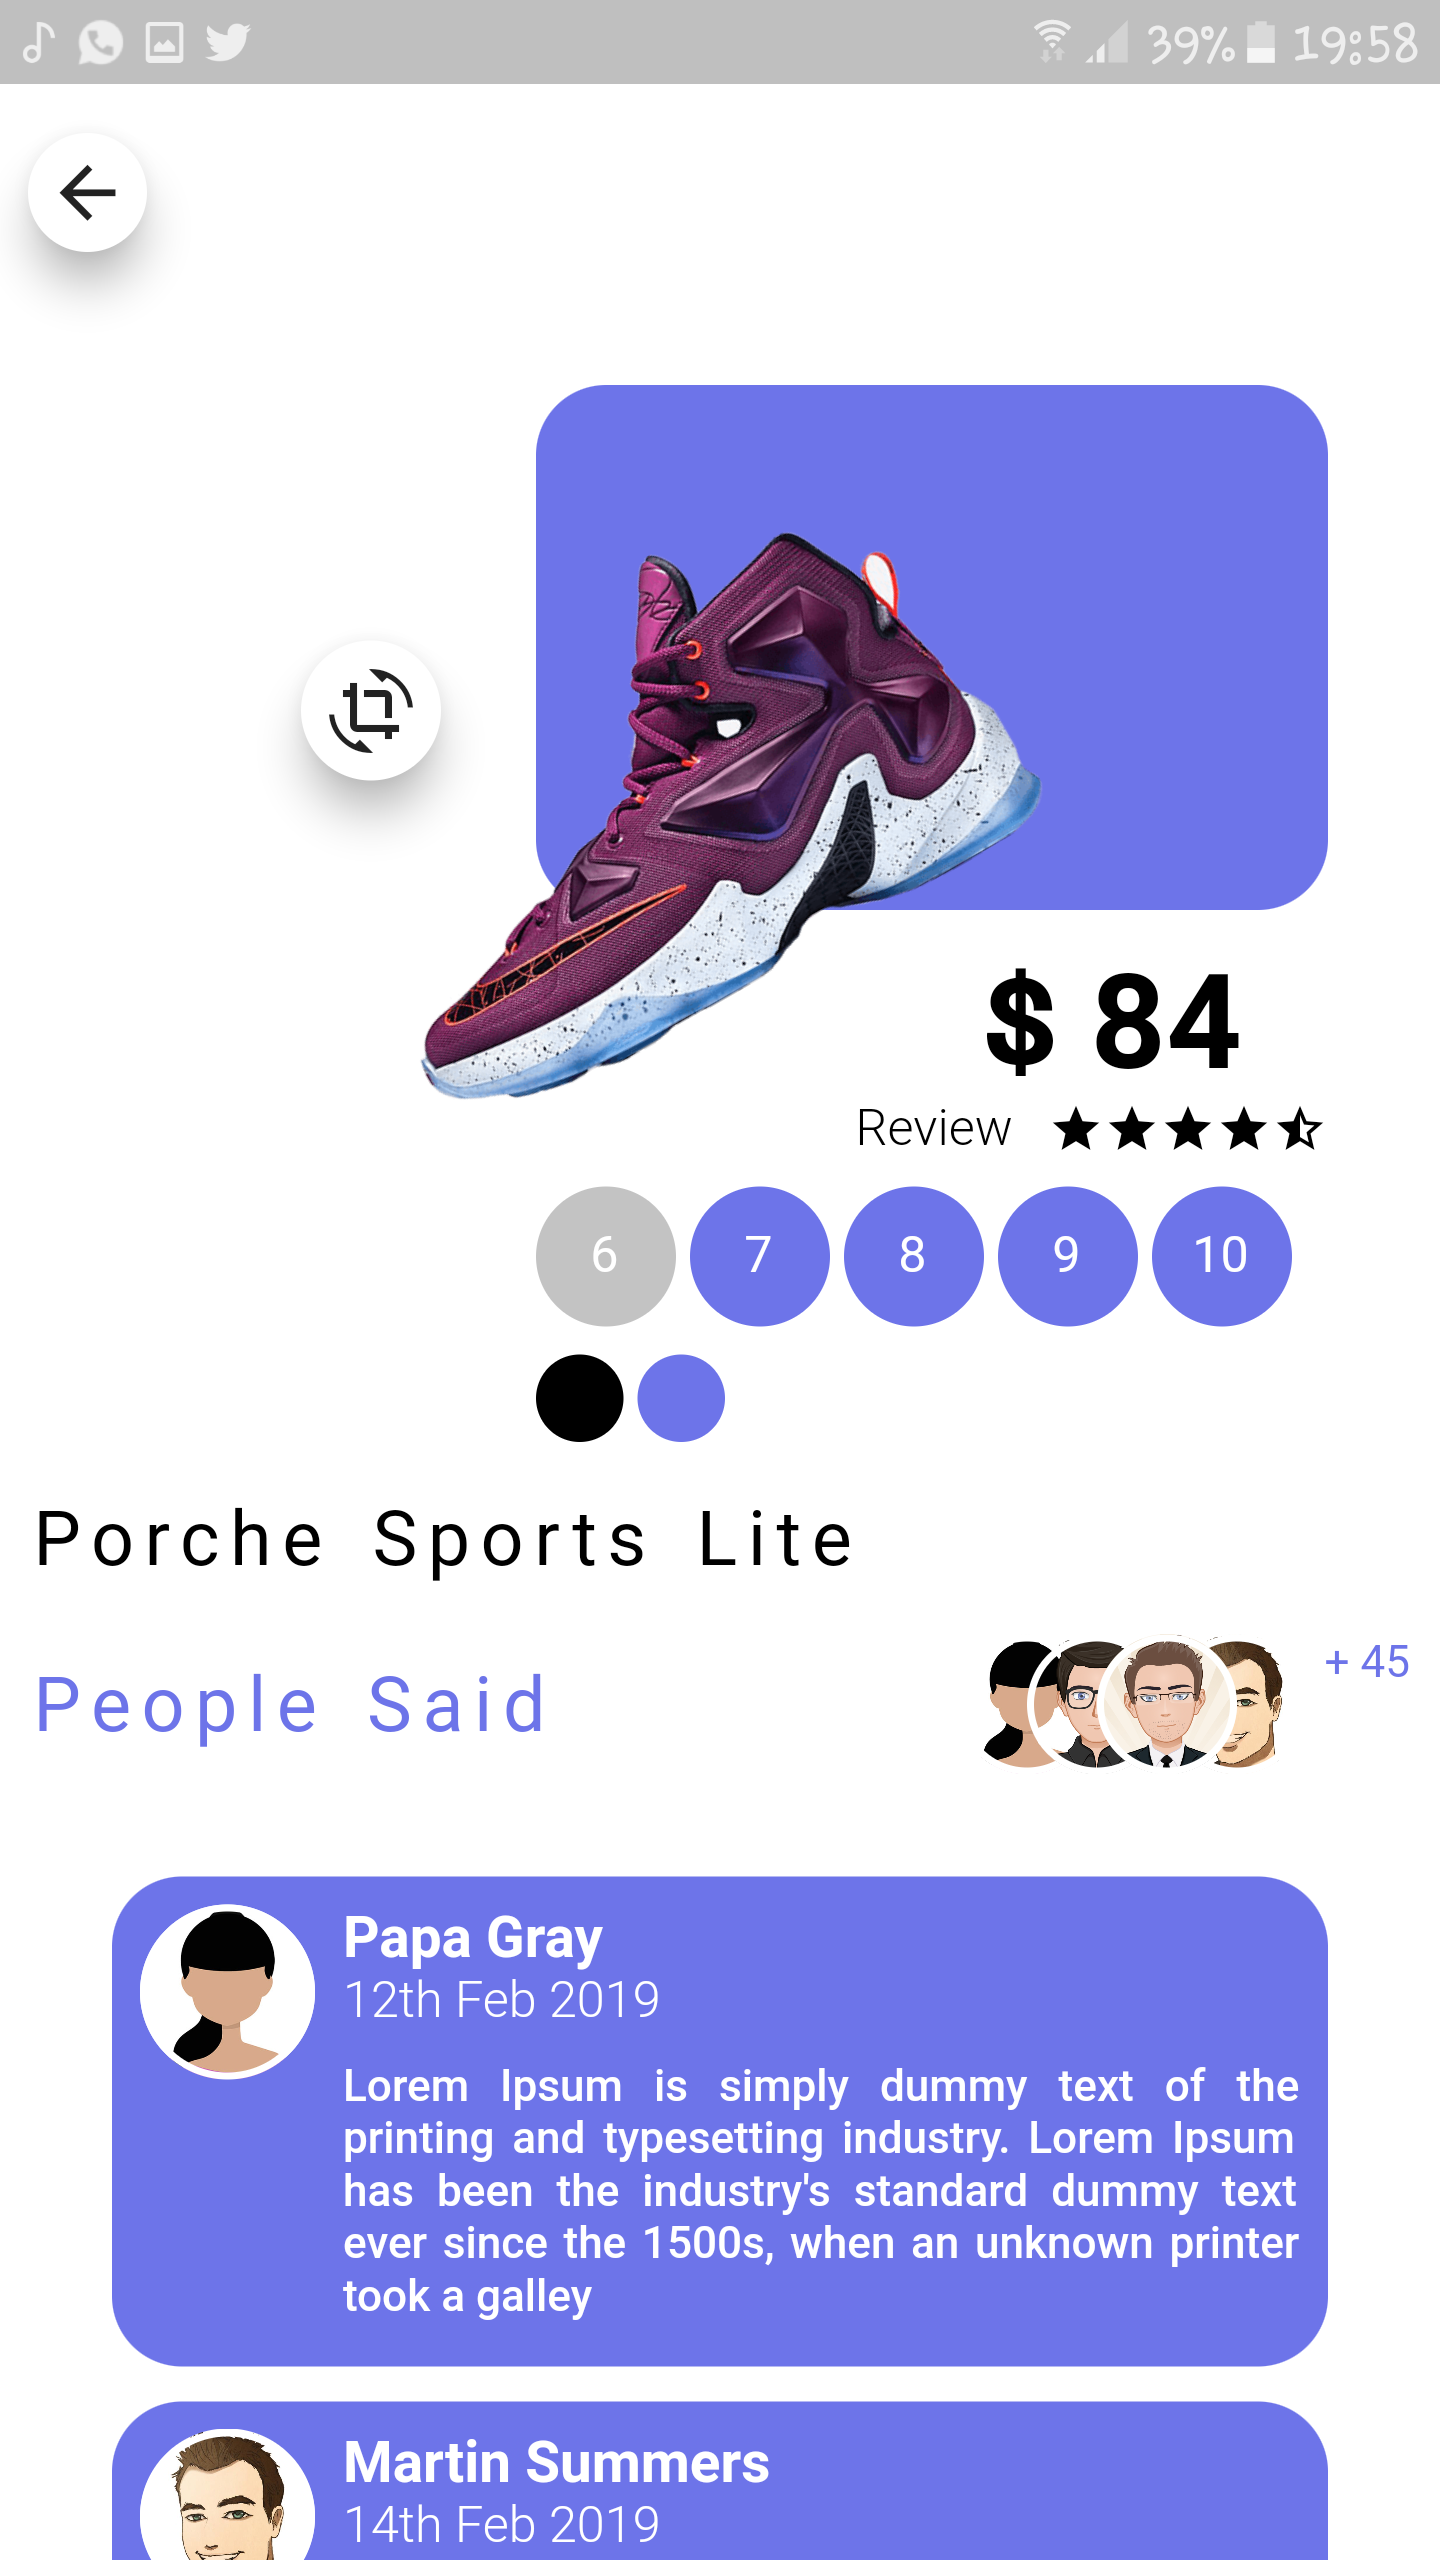 39% 19:58
$ 84
Review
6 7 8 9 10
Porche Sports Lite
People Said
+ 45
Papa Gray
12th Feb 2019
Lorem Ipsum is simply dummy text of the
printing and typesetting industry. Lorem Ipsum
has been the industry's standard dummy text
ever since the 1500s, when an unknown printer
took a galley
Martin Summers
14th Feb 2019